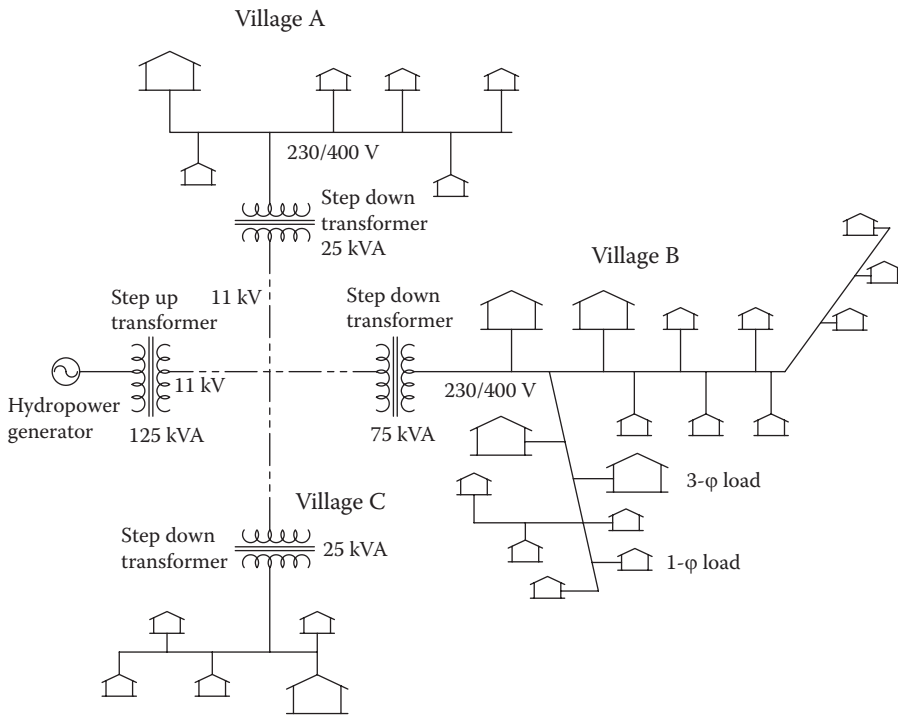 Village A
230/400 V
Step down
transformer
25 kVA
Village B
11 kV
Step up
transformer
Step down
transformer
11 kV
230/400 V
Hydropower
generator
125 kVA
75 kVA
3-φ load
Village C
Step down
transformer
25 kVA
1-φ load